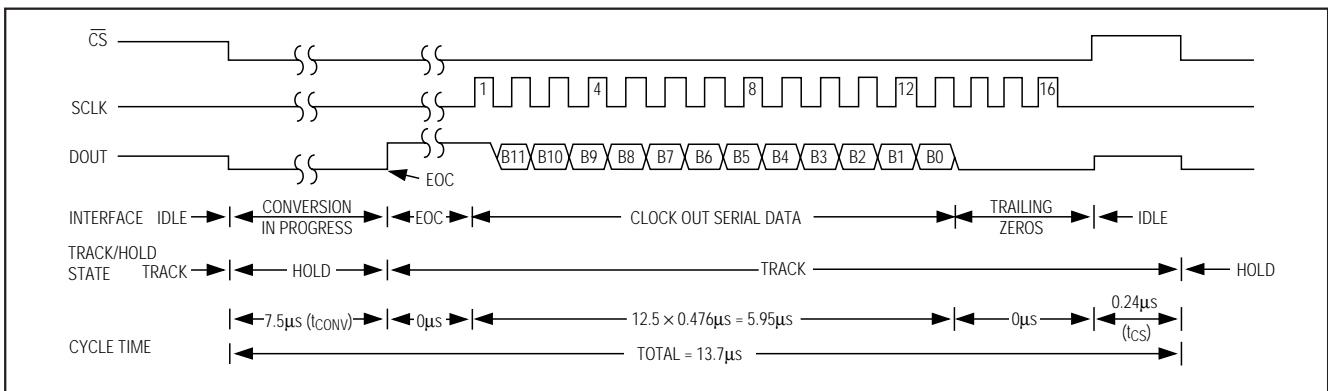 CS
SCLK
1 4 8 12 16
DOUT
B11 B10 B9 B8 B7 B6 B5 B4 B3 B2 B1 B0
EOC
INTERFACE IDLE
CONVERSION
IN PROGRESS
EOC
CLOCK OUT SERIAL DATA
TRAILING
ZEROS
IDLE
TRACK/HOLD
STATE
TRACK
HOLD
TRACK
HOLD
CYCLE TIME
7.5µs (tCONV)
0µs
12.5 × 0.476µs = 5.95µs
0µs
0.24µs
(tCS)
TOTAL = 13.7µs